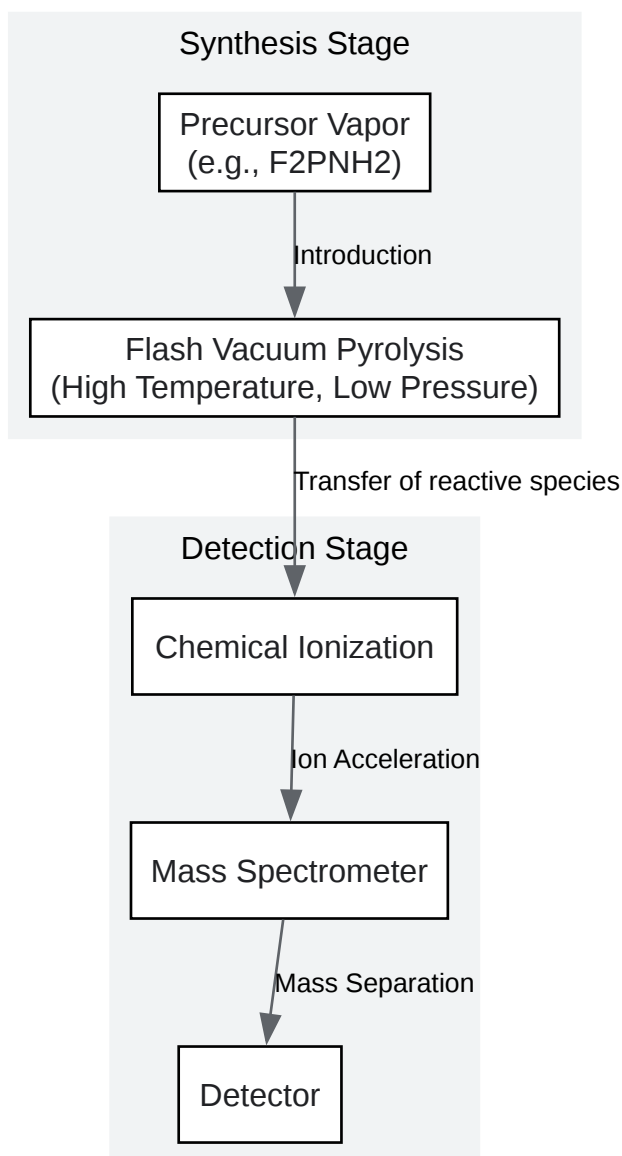 Synthesis Stage
Precursor Vapor
(e.g., F2PNH2)
Introduction
Flash Vacuum Pyrolysis
(High Temperature, Low Pressure)
Transfer of reactive species
Detection Stage
Chemical Ionization
Ion Acceleration
Mass Spectrometer
Mass Separation
Detector